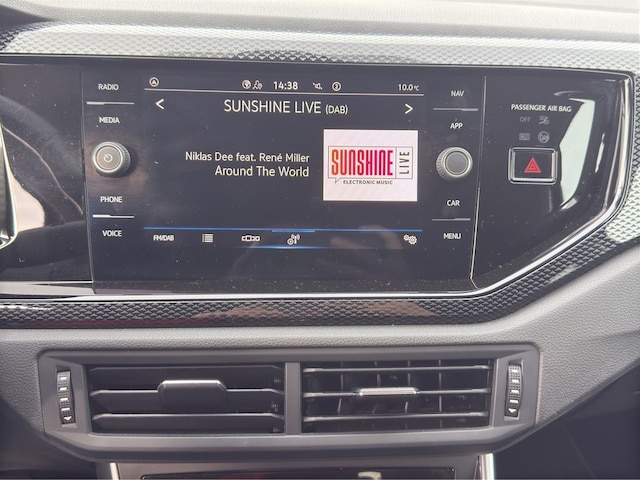 RADIO
MEDIA
PHONE
VOICE
14:38
2
10.0°C
SUNSHINE LIVE (DAB)
Niklas Dee feat. René Miller
Around The World
SUNSHINE
LIVE
ELECTRONIC MUSIC
FM/DAB
NAV
APP
CAR
MENU
PASSENGER AIR BAG
OFF